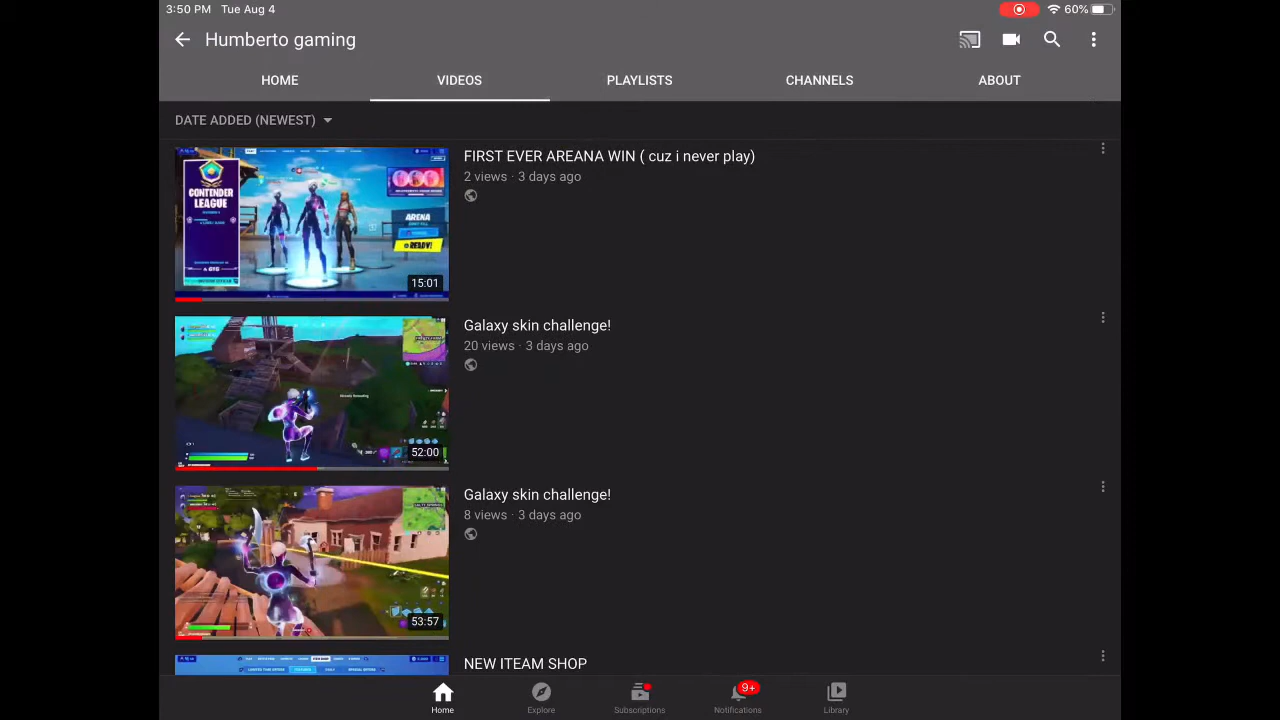 3:50 PM Tue Aug 4
60%
Humberto gaming
HOME VIDEOS PLAYLISTS CHANNELS ABOUT
DATE ADDED (NEWEST)
CONTENDER
LEAGUE
ARENA
READY!
15:01
FIRST EVER AREANA WIN ( cuz i never play)
2 views · 3 days ago
52:00
Galaxy skin challenge!
20 views · 3 days ago
53:57
Galaxy skin challenge!
8 views · 3 days ago
NEW ITEAM SHOP
9+
Home Explore Subscriptions Notifications Library